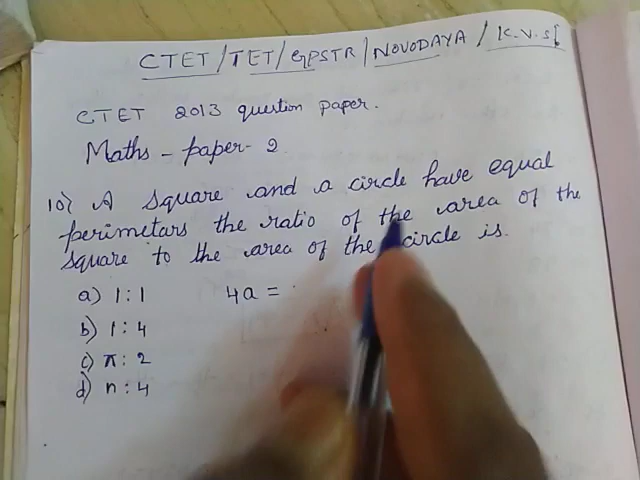 CTET / TET / GPSTR / NOVODAYA / K.V.S
CTET 2013 question paper.
Maths - paper - 2
10) A square and a circle have equal
perimetars the ratio of the area of the
square to the area of the circle is.
a) 1 : 1
4a =
b) 1 : 4
c) π : 2
d) n : 4